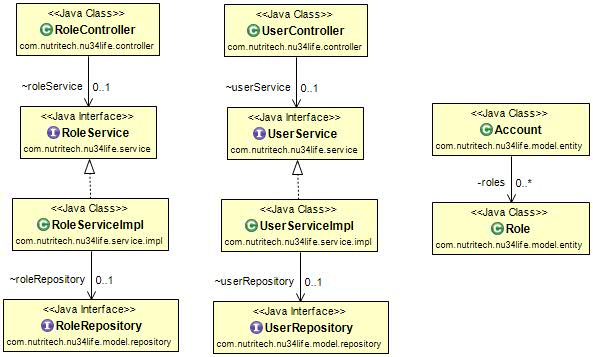 <<Java Class>>
RoleController
com.nutritech.nu34life.controller
~roleService 0..1
<<Java Interface>>
RoleService
com.nutritech.nu34life.service
<<Java Class>>
RoleServiceImpl
com.nutritech.nu34life.service.impl
~roleRepository 0..1
<<Java Interface>>
RoleRepository
com.nutritech.nu34life.model.repository
<<Java Class>>
UserController
com.nutritech.nu34life.controller
~userService 0..1
<<Java Interface>>
UserService
com.nutritech.nu34life.service
<<Java Class>>
UserServiceImpl
com.nutritech.nu34life.service.impl
~userRepository 0..1
<<Java Interface>>
UserRepository
com.nutritech.nu34life.model.repository
<<Java Class>>
Account
com.nutritech.nu34life.model.entity
-roles 0..*
<<Java Class>>
Role
com.nutritech.nu34life.model.entity